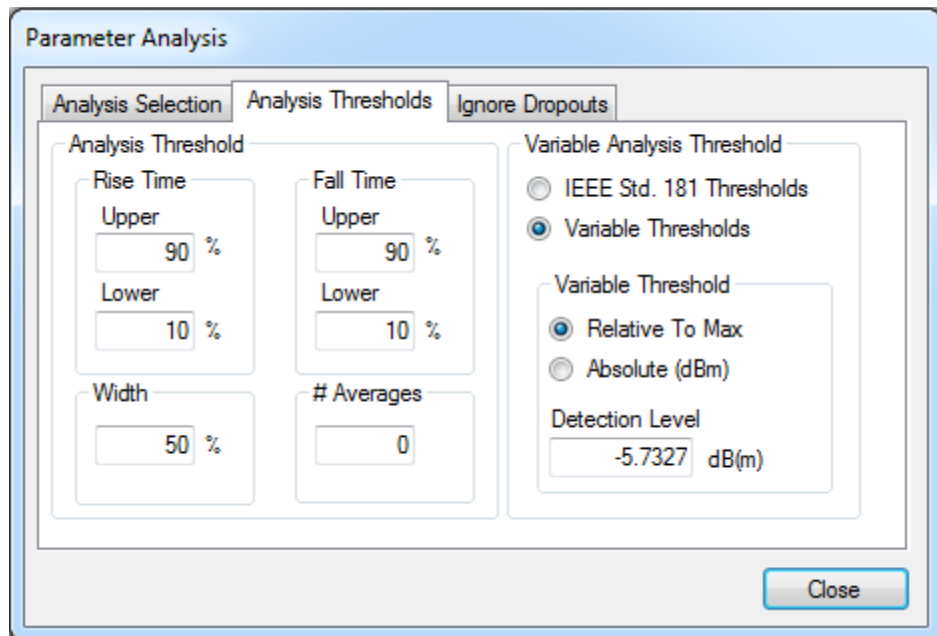 Parameter Analysis
Analysis Selection
Analysis Thresholds
Ignore Dropouts
Analysis Threshold
Rise Time
Upper
90 %
Lower
10 %
Fall Time
Upper
90 %
Lower
10 %
Width
50 %
# Averages
0
Variable Analysis Threshold
IEEE Std. 181 Thresholds
Variable Thresholds
Variable Threshold
Relative To Max
Absolute (dBm)
Detection Level
-5.7327 dB(m)
Close